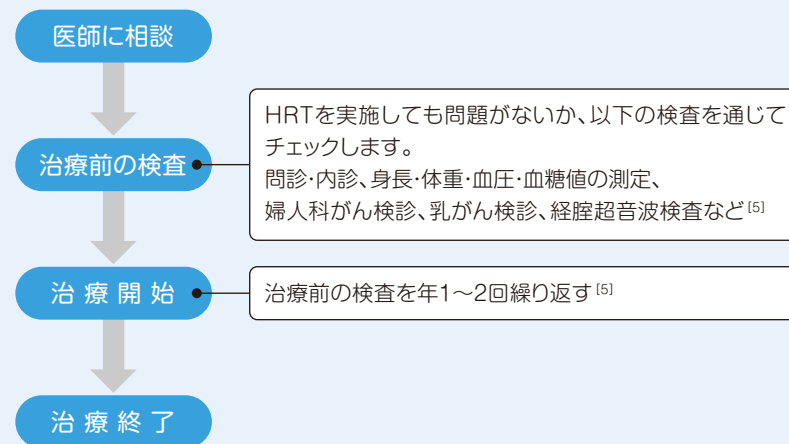 医師に相談
治療前の検査
HRTを実施しても問題がないか、以下の検査を通じて
チェックします。
問診・内診、身長・体重・血圧・血糖値の測定、
婦人科がん検診、乳がん検診、経腟超音波検査など[5]
治療開始
治療前の検査を年1〜2回繰り返す[5]
治療終了